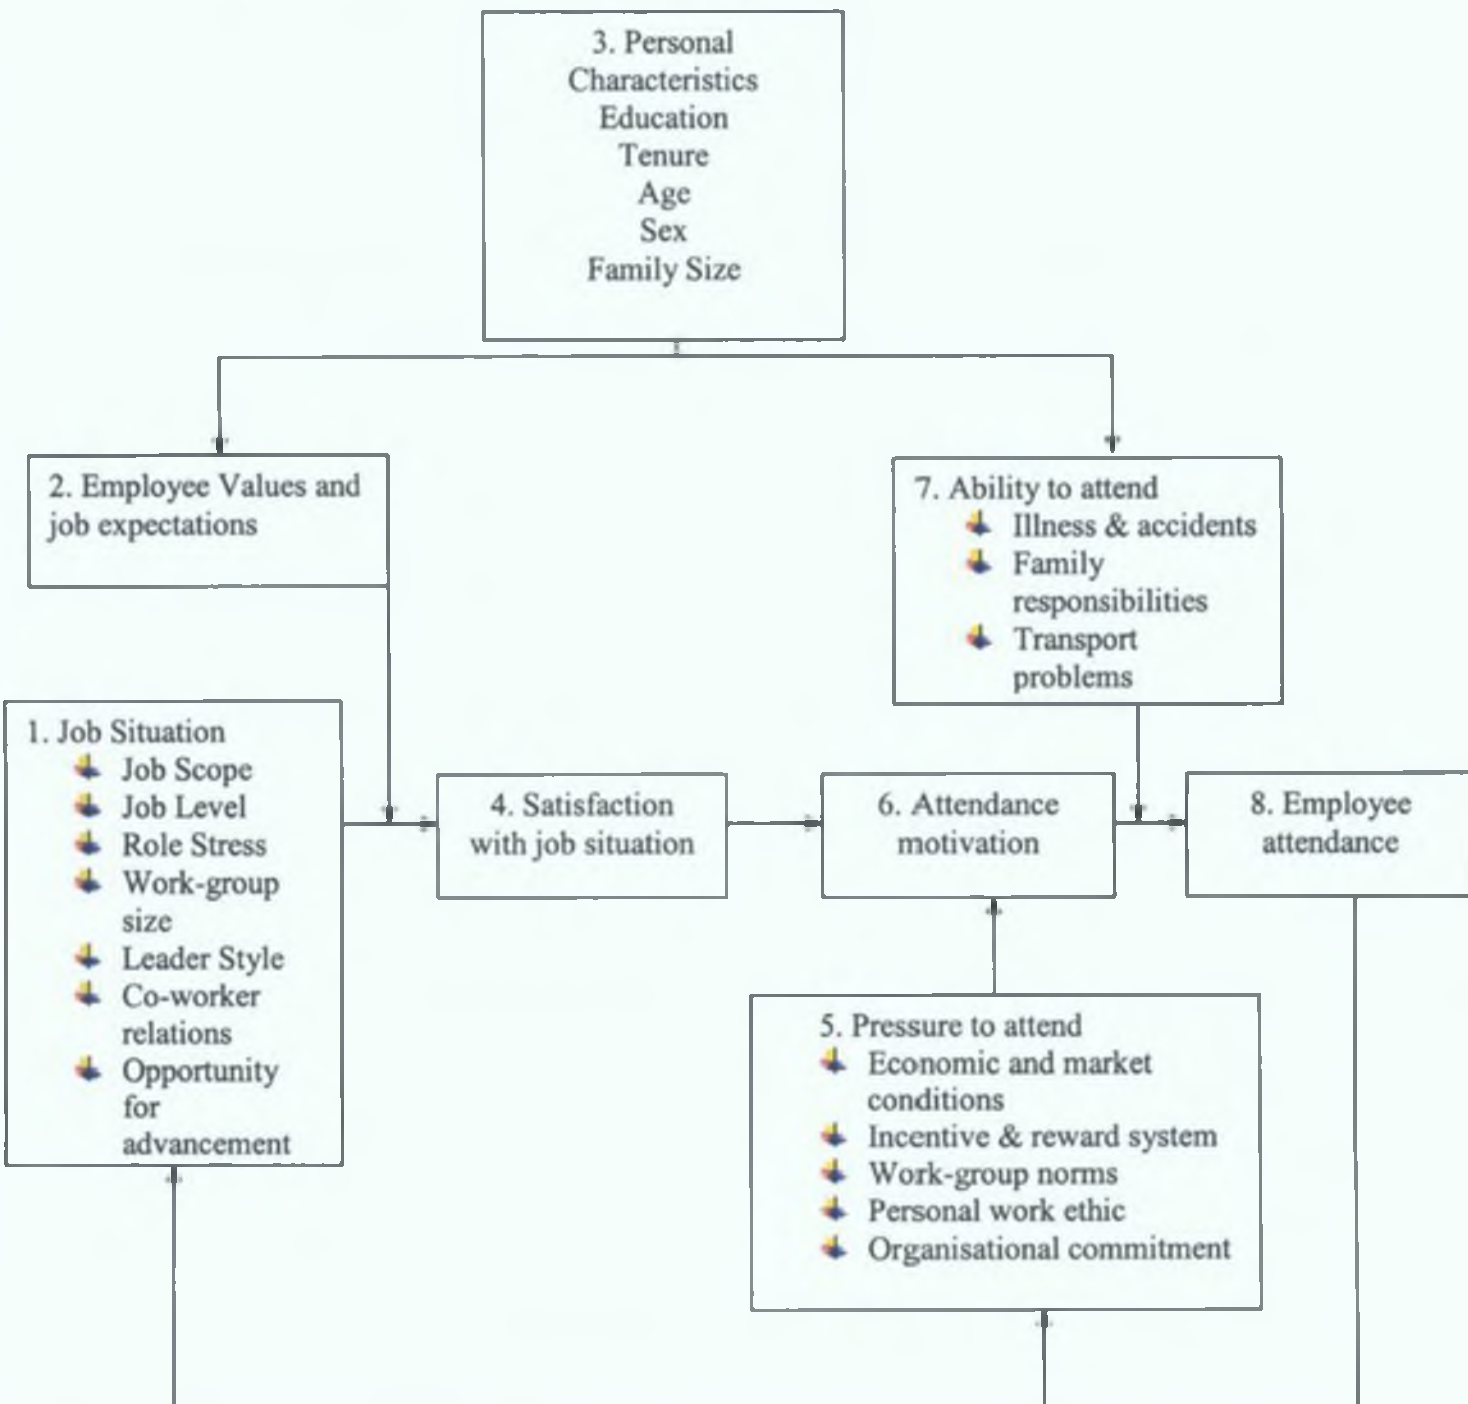 3. Personal
Characteristics
Education
Tenure
Age
Sex
Family Size
2. Employee Values and
job expectations
7. Ability to attend
Illness & accidents
Family
responsibilities
Transport
problems
1. Job Situation
Job Scope
Job Level
Role Stress
Work-group
size
Leader Style
Co-worker
relations
Opportunity
for
advancement
4. Satisfaction
with job situation
6. Attendance
motivation
8. Employee
attendance
5. Pressure to attend
Economic and market
conditions
Incentive & reward system
Work-group norms
Personal work ethic
Organisational commitment